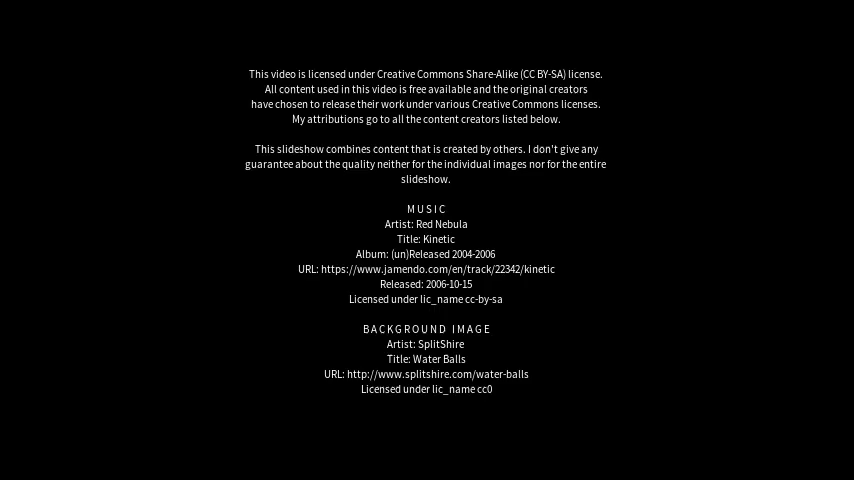 This video is licensed under Creative Commons Share-Alike (CC BY-SA) license.
All content used in this video is free available and the original creators
have chosen to release their work under various Creative Commons licenses.
My attributions go to all the content creators listed below.
This slideshow combines content that is created by others. I don't give any
guarantee about the quality neither for the individual images nor for the entire
slideshow.
MUSIC
Artist: Red Nebula
Title: Kinetic
Album: (un)Released 2004-2006
URL: https://www.jamendo.com/en/track/22342/kinetic
Released: 2006-10-15
Licensed under lic_name cc-by-sa
BACKGROUND IMAGE
Artist: SplitShire
Title: Water Balls
URL: http://www.splitshire.com/water-balls
Licensed under lic_name cc0